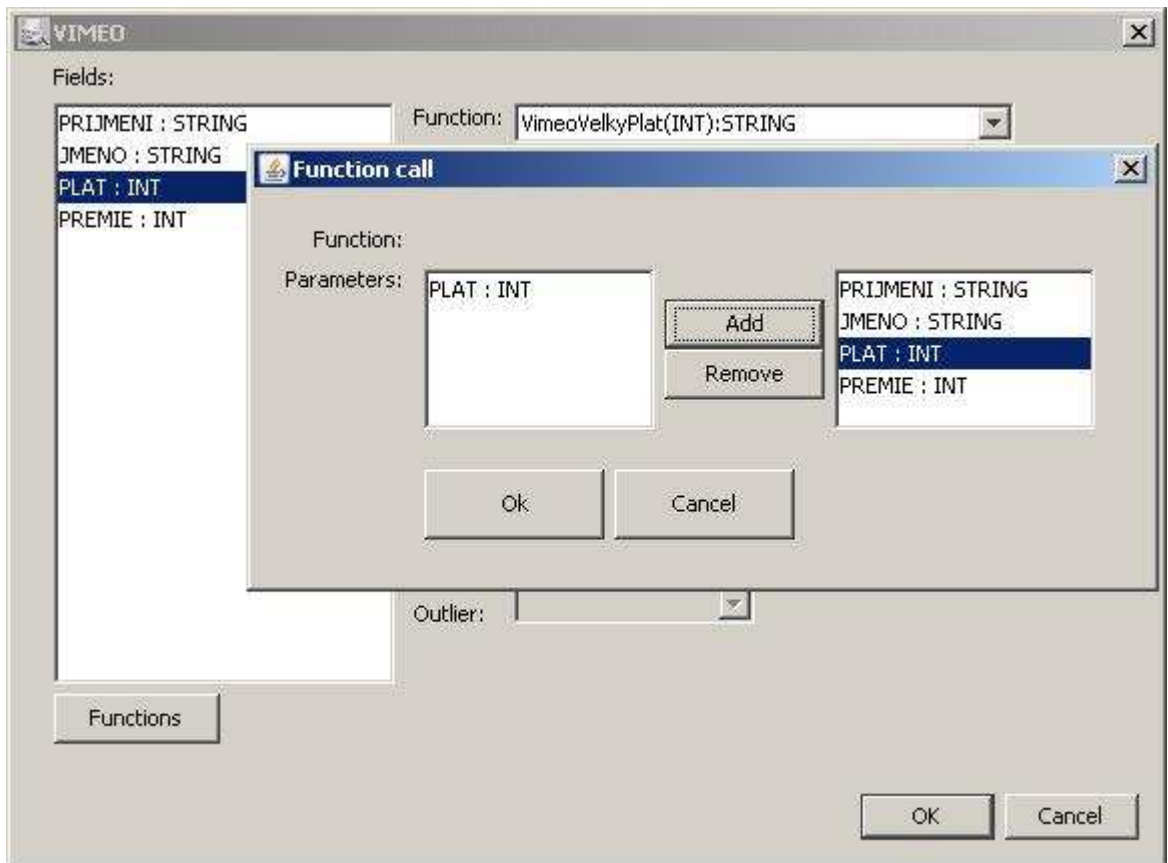 VIMEO
Fields:
PRIJMENI : STRING
JMENO : STRING
PLAT : INT
PREMIE : INT
Function: VimeoVelkyPlat(INT):STRING
Function call
Function:
Parameters:
PLAT : INT
Add
Remove
PRIJMENI : STRING
JMENO : STRING
PLAT : INT
PREMIE : INT
Ok
Cancel
Outlier:
Functions
OK
Cancel